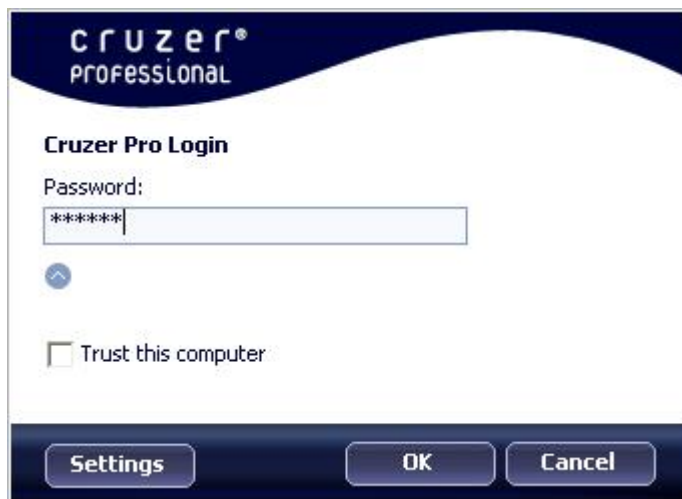 cruzer®
PROFESSIONAL
Cruzer Pro Login
Password:
******
Trust this computer
Settings OK Cancel